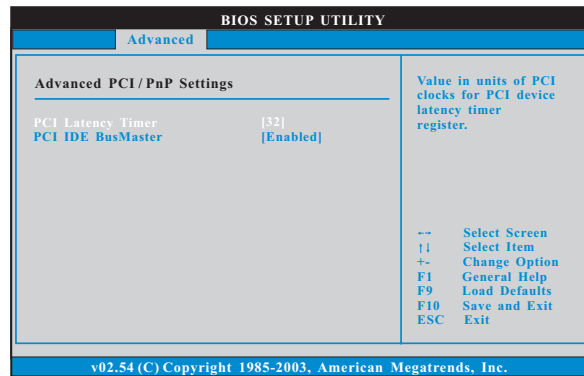 BIOS SETUP UTILITY
Advanced
Advanced PCI / PnP Settings
PCI Latency Timer [32]
PCI IDE BusMaster [Enabled]
Value in units of PCI
clocks for PCI device
latency timer
register.
←→ Select Screen
↑↓ Select Item
+- Change Option
F1 General Help
F9 Load Defaults
F10 Save and Exit
ESC Exit
v02.54 (C) Copyright 1985-2003, American Megatrends, Inc.